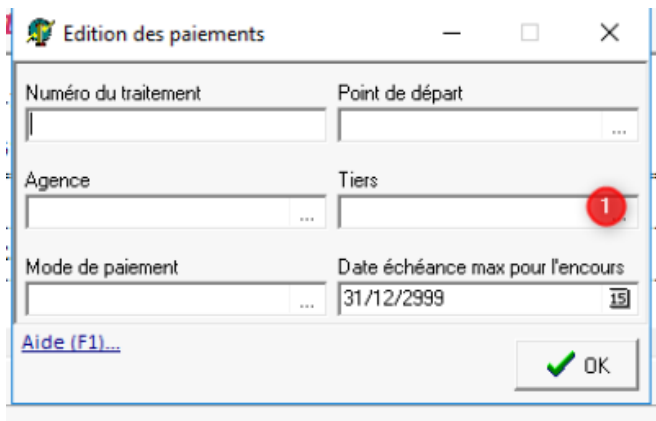 Edition des paiements
Numéro du traitement
Point de départ
...
Agence
...
Tiers
1
Mode de paiement
...
Date échéance max pour l'encours
31/12/2999
15
Aide (F1)...
OK